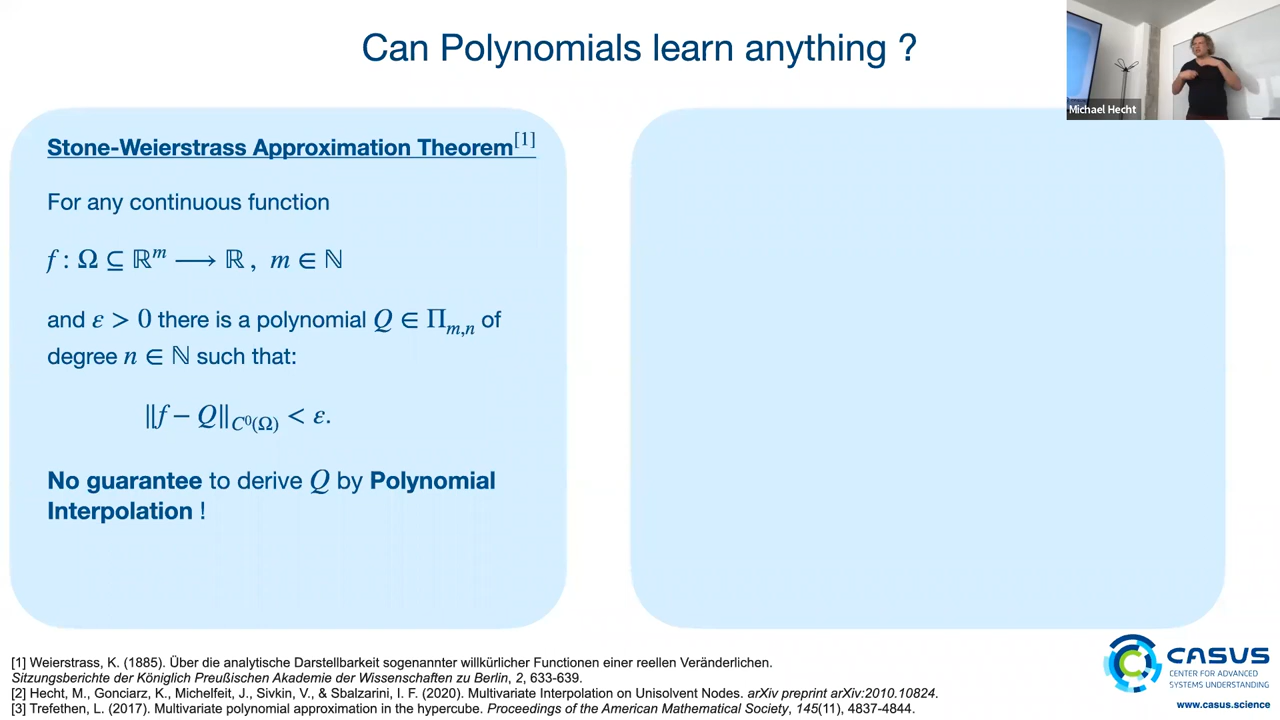 Can Polynomials learn anything ?
Michael Hecht
Stone-Weierstrass Approximation Theorem[1]
For any continuous function
f : Ω ⊆ ℝᵐ ⟶ ℝ , m ∈ ℕ
and ε > 0 there is a polynomial Q ∈ Π_{m,n} of
degree n ∈ ℕ such that:
‖f − Q‖_{C⁰(Ω)} < ε.
No guarantee to derive Q by Polynomial
Interpolation !
[1] Weierstrass, K. (1885). Über die analytische Darstellbarkeit sogenanter willkürlicher Functionen einer reellen Veränderlichen.
Sitzungsberichte der Königlich Preußischen Akademie der Wissenschaften zu Berlin, 2, 633-639.
[2] Hecht, M., Gonciarz, K., Michelfeit, J., Sivkin, V., & Sbalzarini, I. F. (2020). Multivariate Interpolation on Unisolvent Nodes. arXiv preprint arXiv:2010.10824.
[3] Trefethen, L. (2017). Multivariate polynomial approximation in the hypercube. Proceedings of the American Mathematical Society, 145(11), 4837-4844.
CASUS
CENTER FOR ADVANCED
SYSTEMS UNDERSTANDING
www.casus.science